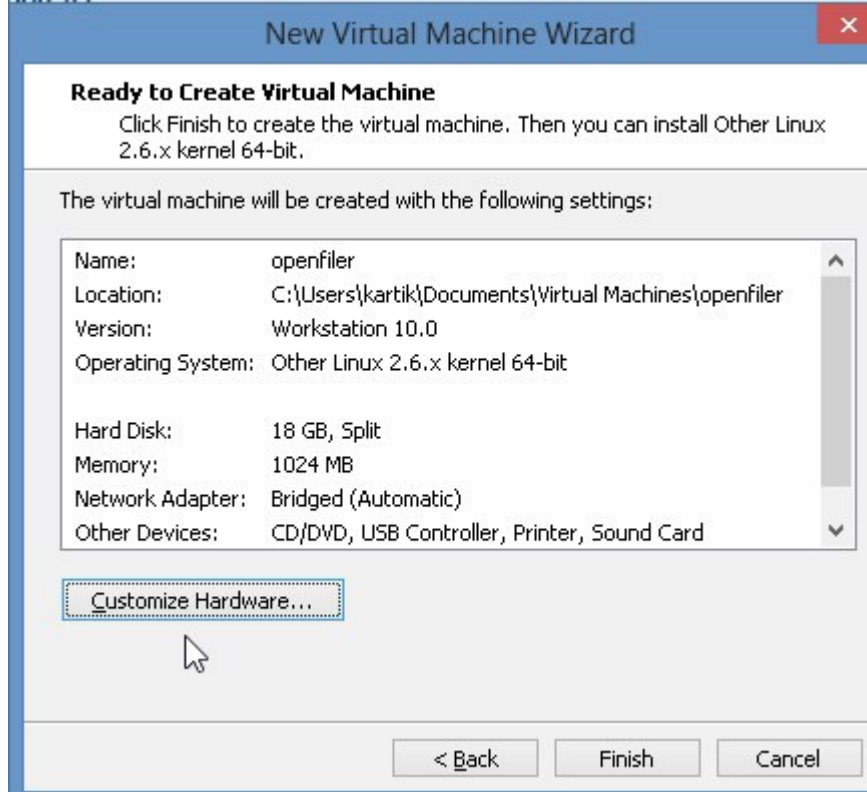 New Virtual Machine Wizard
Ready to Create Virtual Machine
Click Finish to create the virtual machine. Then you can install Other Linux
2.6.x kernel 64-bit.
The virtual machine will be created with the following settings:
Name: openfiler
Location: C:\Users\kartik\Documents\Virtual Machines\openfiler
Version: Workstation 10.0
Operating System: Other Linux 2.6.x kernel 64-bit
Hard Disk: 18 GB, Split
Memory: 1024 MB
Network Adapter: Bridged (Automatic)
Other Devices: CD/DVD, USB Controller, Printer, Sound Card
Customize Hardware...
< Back Finish Cancel